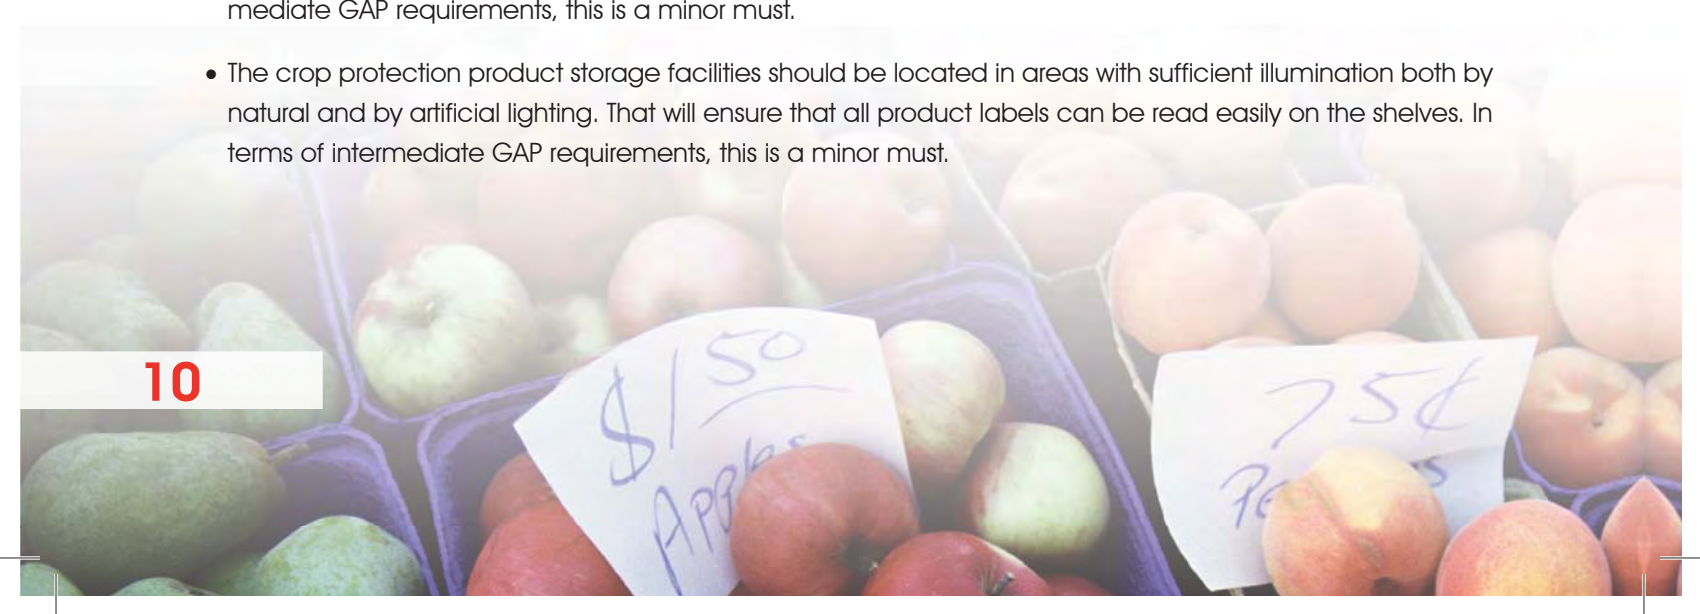 mediate GAP requirements, this is a minor must.
• The crop protection product storage facilities should be located in areas with sufficient illumination both by
natural and by artificial lighting. That will ensure that all product labels can be read easily on the shelves. In
terms of intermediate GAP requirements, this is a minor must.
10
$1 50
Apples
75¢